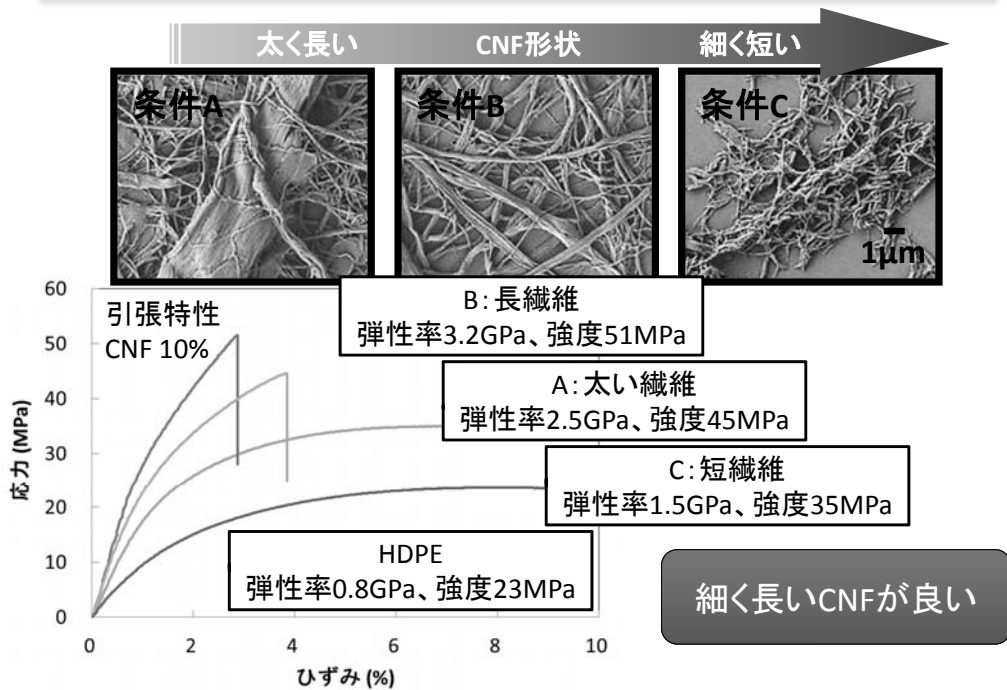 太く長い CNF形状 細く短い
条件A 条件B 条件C
1μm
引張特性
CNF 10%
B:長繊維
弾性率3.2GPa、強度51MPa
A:太い繊維
弾性率2.5GPa、強度45MPa
C:短繊維
弾性率1.5GPa、強度35MPa
HDPE
弾性率0.8GPa、強度23MPa
細く長いCNFが良い
応力 (MPa)
60
50
40
30
20
10
0
0 2 4 6 8 10
ひずみ (%)